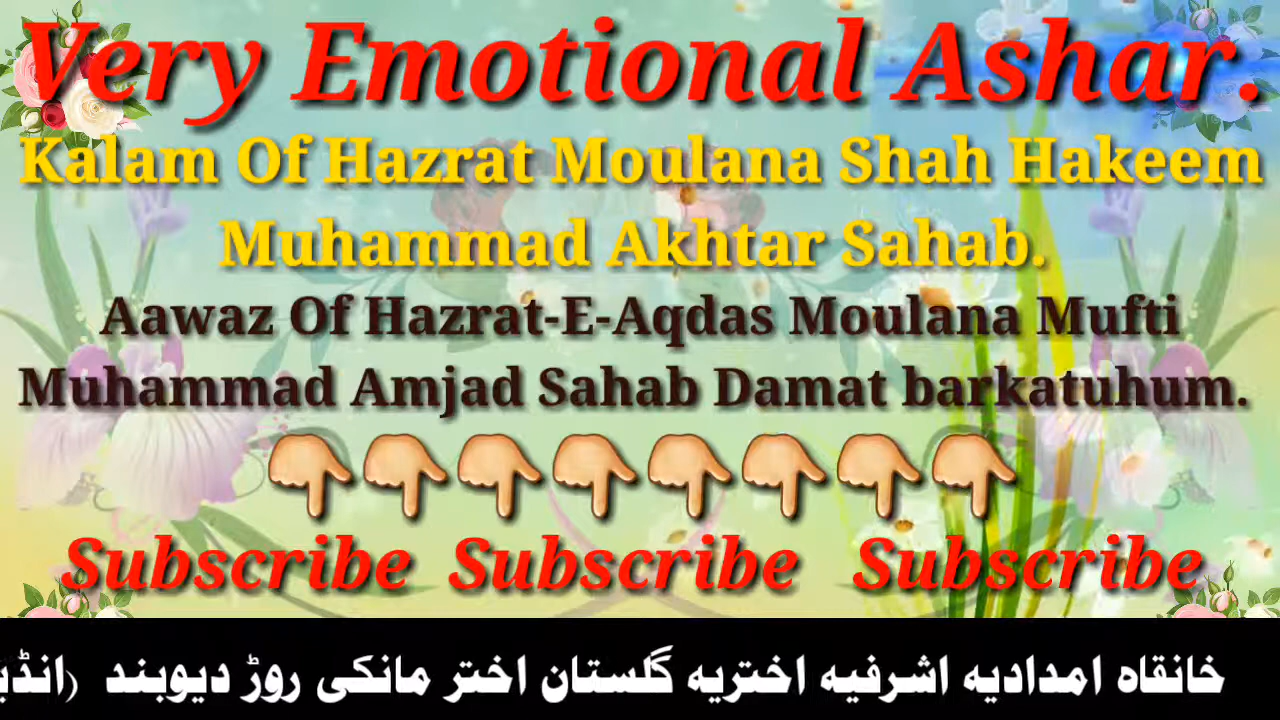 Very Emotional Ashar.
Kalam Of Hazrat Moulana Shah Hakeem
Muhammad Akhtar Sahab.
Aawaz Of Hazrat-E-Aqdas Moulana Mufti
Muhammad Amjad Sahab Damat barkatuhum.
👇👇👇👇👇👇👇👇
Subscribe Subscribe Subscribe
خانقاہ امدادیہ اشرفیہ اختریہ گلستان اختر مانکی روڑ دیوبند (